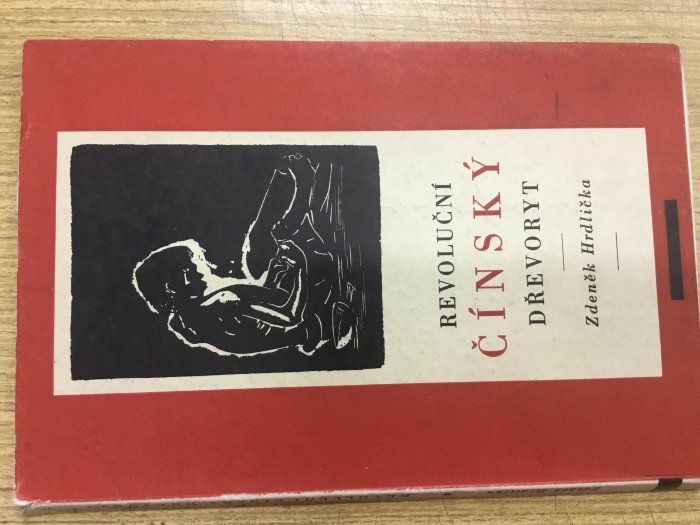 REVOLUČNÍ
ČÍNSKÝ
DŘEVORYT
Zdeněk Hrdlička